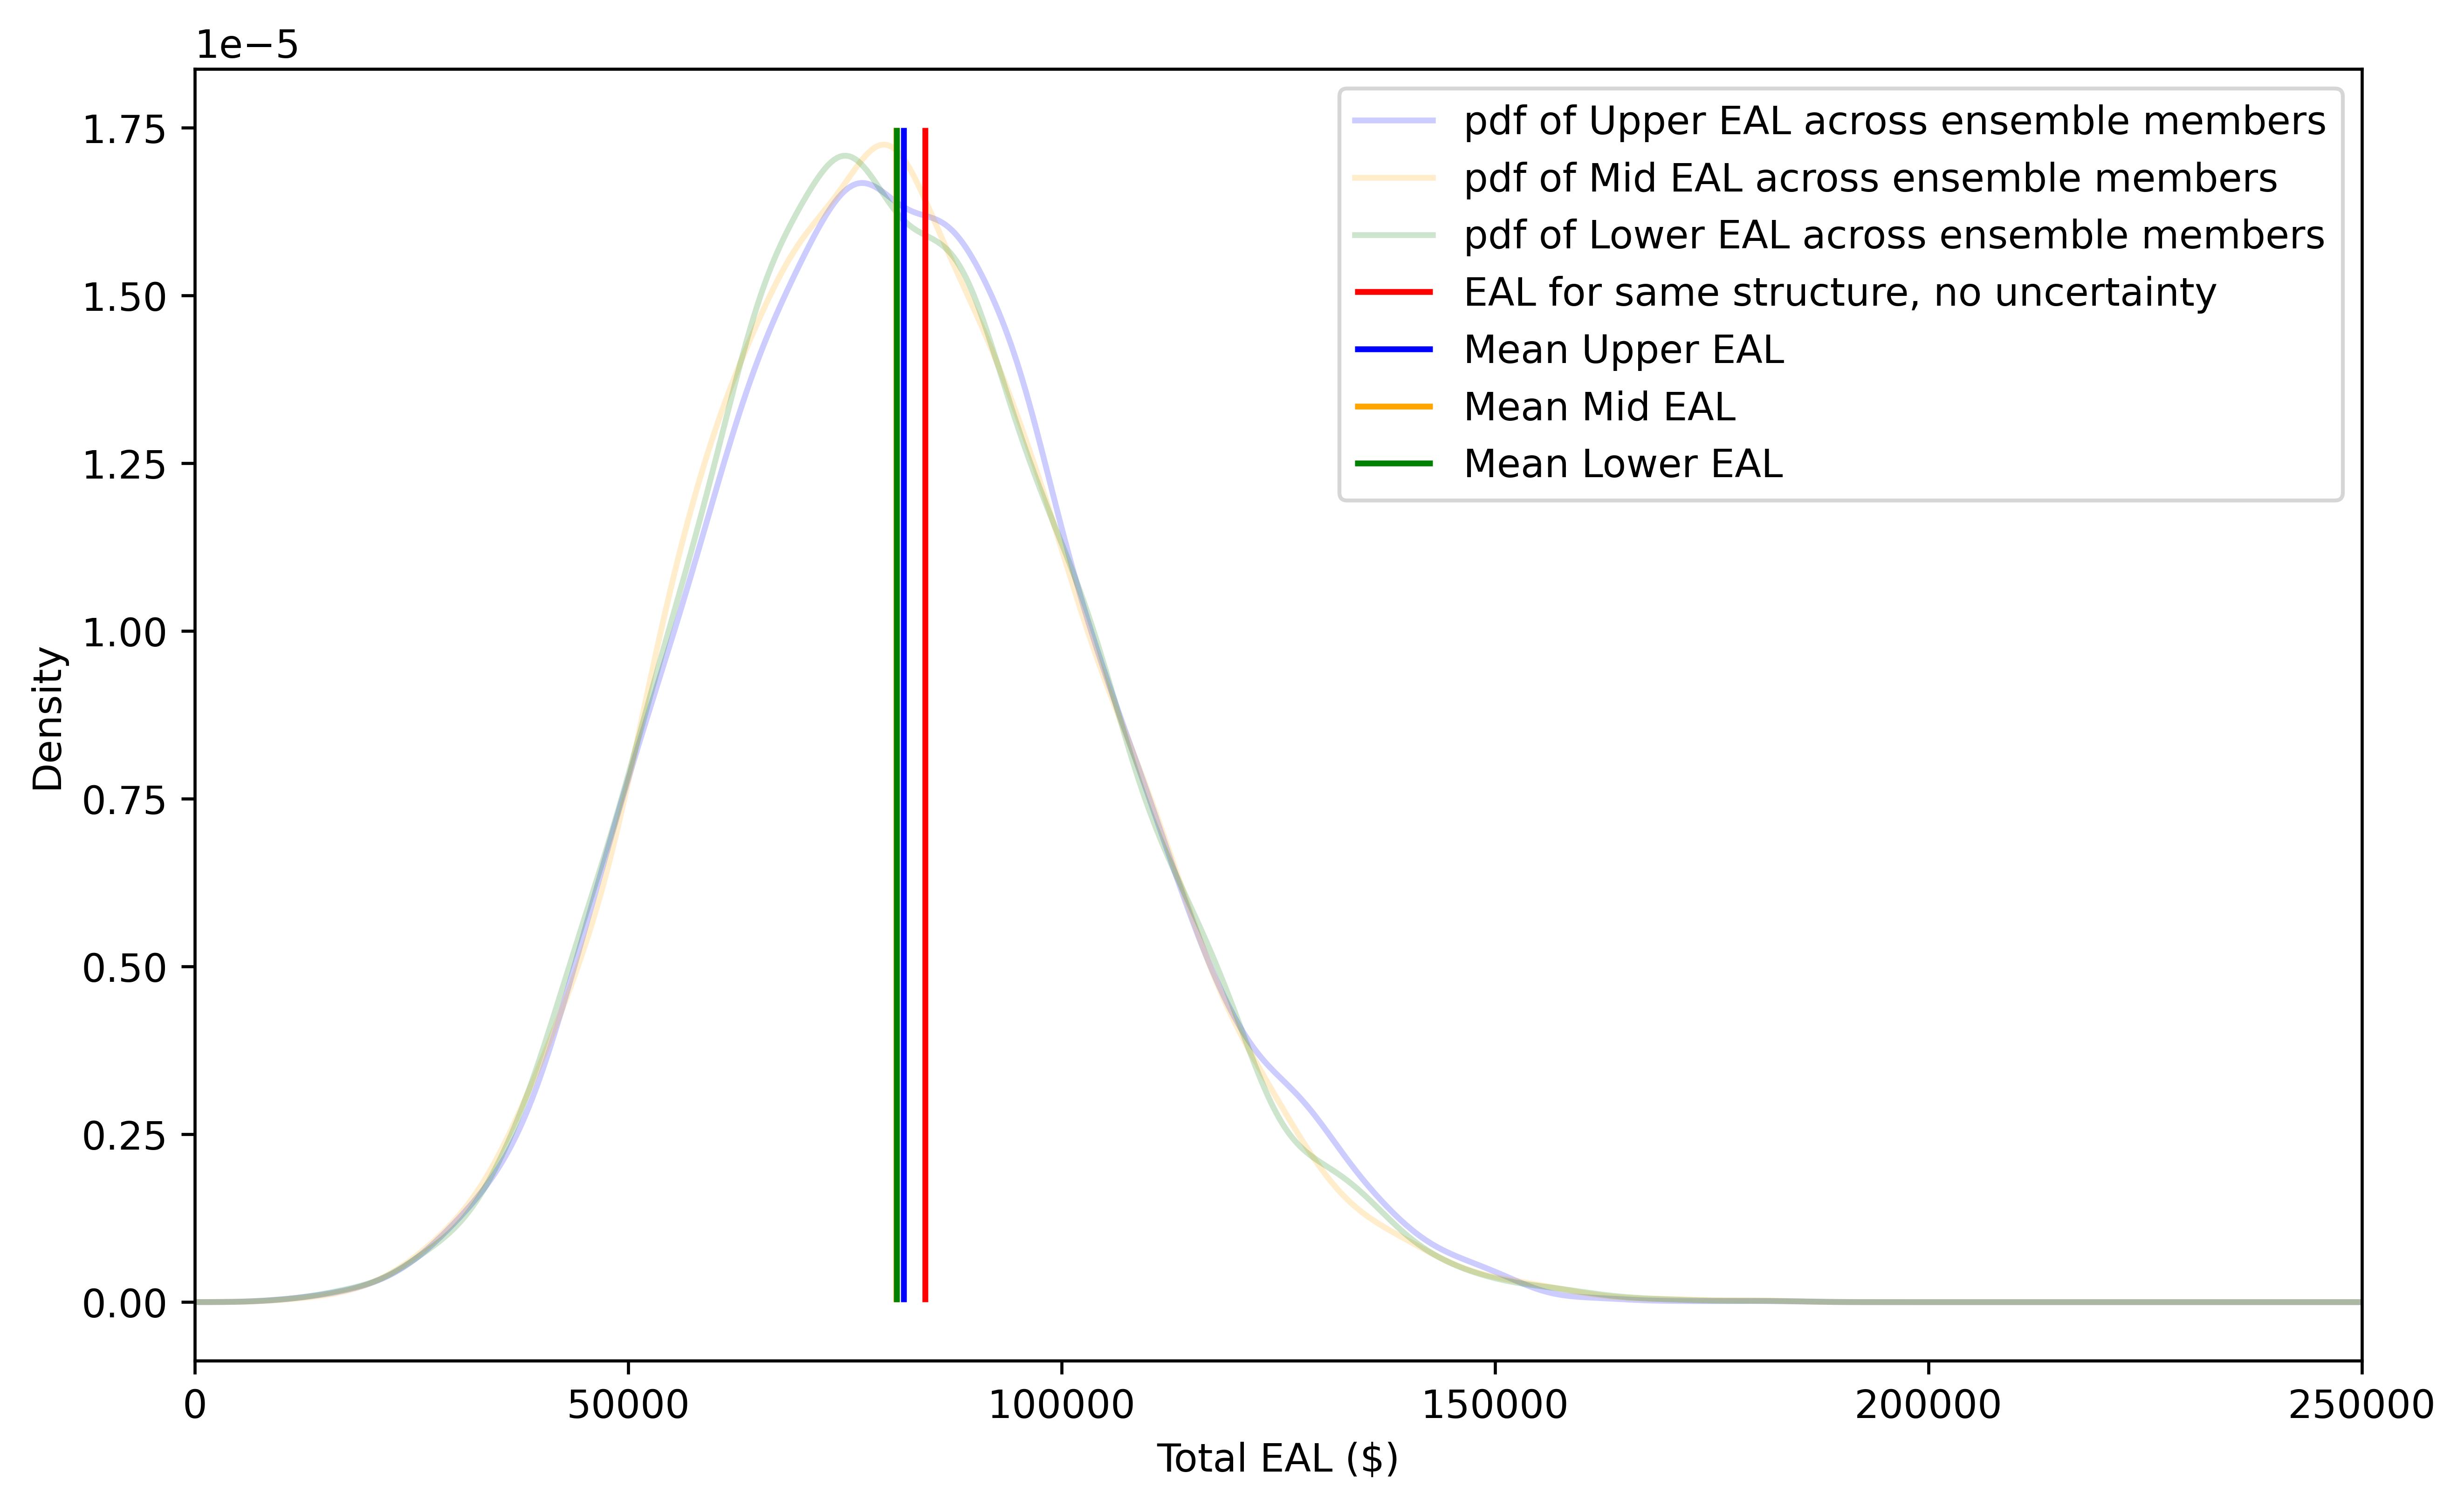 1e−5
1.75
1.50
1.25
1.00
0.75
0.50
0.25
0.00
Density
pdf of Upper EAL across ensemble members
pdf of Mid EAL across ensemble members
pdf of Lower EAL across ensemble members
EAL for same structure, no uncertainty
Mean Upper EAL
Mean Mid EAL
Mean Lower EAL
0 50000 100000 150000 200000 250000
Total EAL ($)